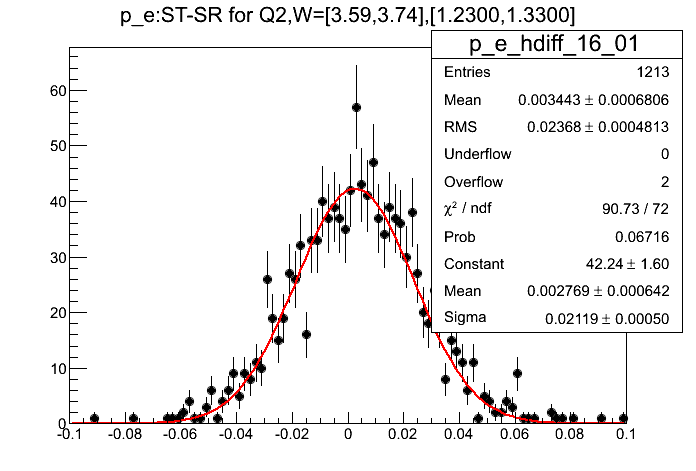 p_e:ST-SR for Q2,W=[3.59,3.74],[1.2300,1.3300]
p_e_hdiff_16_01
Entries 1213
Mean 0.003443 ± 0.0006806
RMS 0.02368 ± 0.0004813
Underflow 0
Overflow 2
χ² / ndf 90.73 / 72
Prob 0.06716
Constant 42.24 ± 1.60
Mean 0.002769 ± 0.000642
Sigma 0.02119 ± 0.00050
60
50
40
30
20
10
0
-0.1 -0.08 -0.06 -0.04 -0.02 0 0.02 0.04 0.06 0.08 0.1